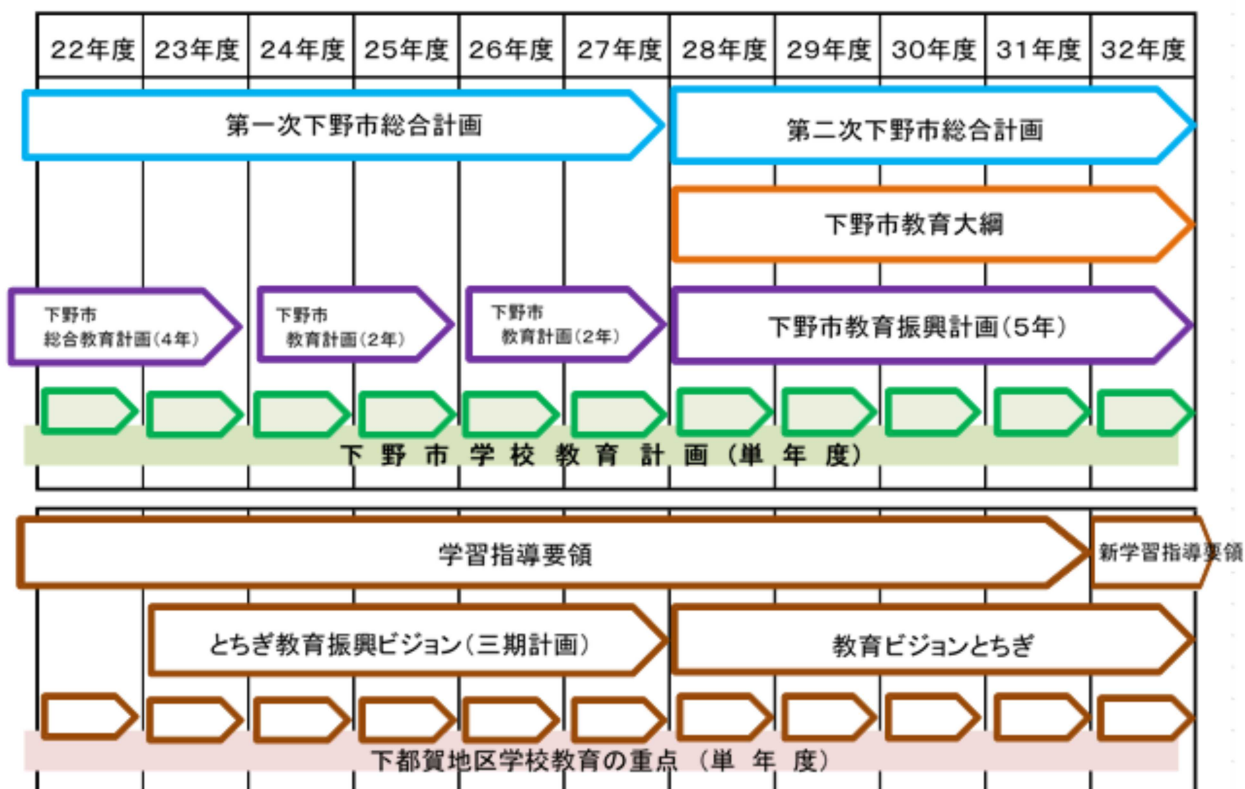 22年度 23年度 24年度 25年度 26年度 27年度 28年度 29年度 30年度 31年度 32年度
第一次下野市総合計画
第二次下野市総合計画
下野市教育大綱
下野市
総合教育計画(4年)
下野市
教育計画(2年)
下野市
教育計画(2年)
下野市教育振興計画(5年)
下野市学校教育計画(単年度)
学習指導要領
新学習指導要領
とちぎ教育振興ビジョン(三期計画)
教育ビジョンとちぎ
下都賀地区学校教育の重点(単年度)